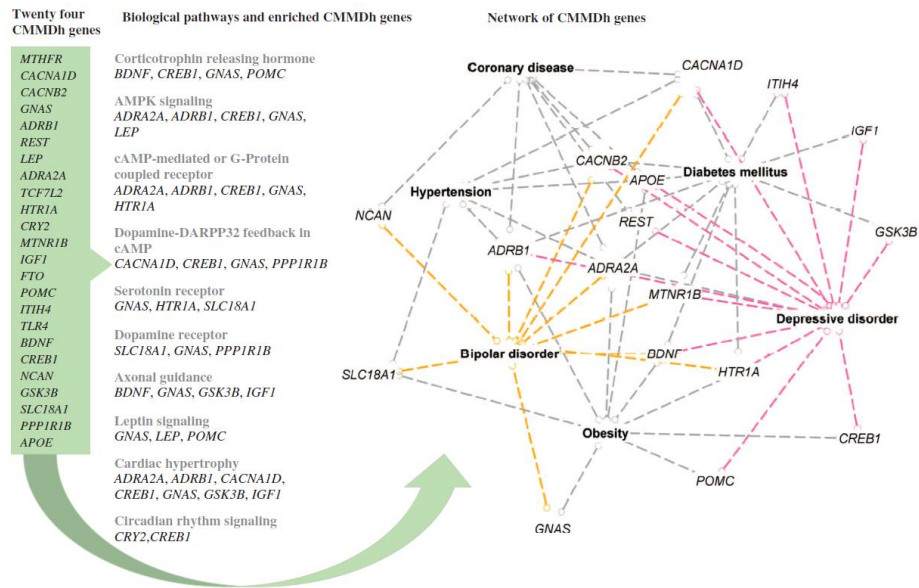 Twenty four
CMMDh genes
MTHFR
CACNA1D
CACNB2
GNAS
ADRB1
REST
LEP
ADRA2A
TCF7L2
HTR1A
CRY2
MTNR1B
IGF1
FTO
POMC
ITIH4
TLR4
BDNF
CREB1
NCAN
GSK3B
SLC18A1
PPP1R1B
APOE
Biological pathways and enriched CMMDh genes
Corticotrophin releasing hormone
BDNF, CREB1, GNAS, POMC
AMPK signaling
ADRA2A, ADRB1, CREB1, GNAS,
LEP
cAMP-mediated or G-Protein
coupled receptor
ADRA2A, ADRB1, CREB1, GNAS,
HTR1A
Dopamine-DARPP32 feedback in
cAMP
CACNA1D, CREB1, GNAS, PPP1R1B
Serotonin receptor
GNAS, HTR1A, SLC18A1
Dopamine receptor
SLC18A1, GNAS, PPP1R1B
Axonal guidance
BDNF, GNAS, GSK3B, IGF1
Leptin signaling
GNAS, LEP, POMC
Cardiac hypertrophy
ADRA2A, ADRB1, CACNA1D,
CREB1, GNAS, GSK3B, IGF1
Circadian rhythm signaling
CRY2,CREB1
Network of CMMDh genes
Coronary disease
CACNA1D
ITIH4
IGF1
CACNB2
Diabetes mellitus
APOE
Hypertension
NCAN
REST
GSK3B
ADRB1
ADRA2A
MTNR1B
Depressive disorder
Bipolar disorder
BDNF
SLC18A1
HTR1A
Obesity
CREB1
POMC
GNAS